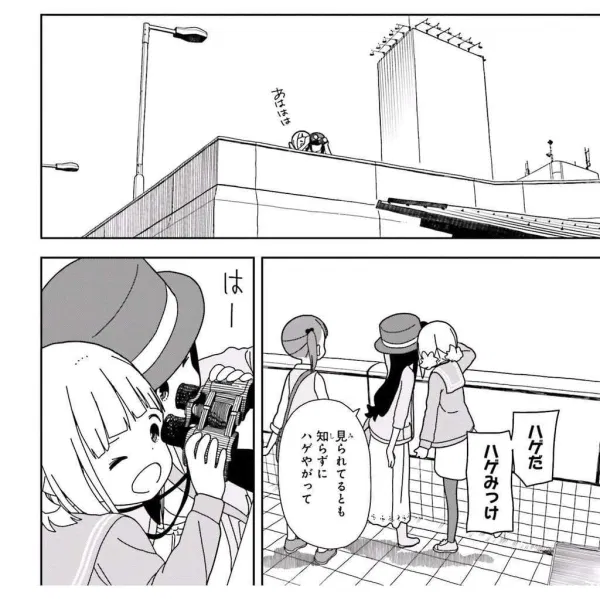 あははは
ハゲだ
ハゲみつけ
見られてるとも
知らずに
ハゲやがって
はー